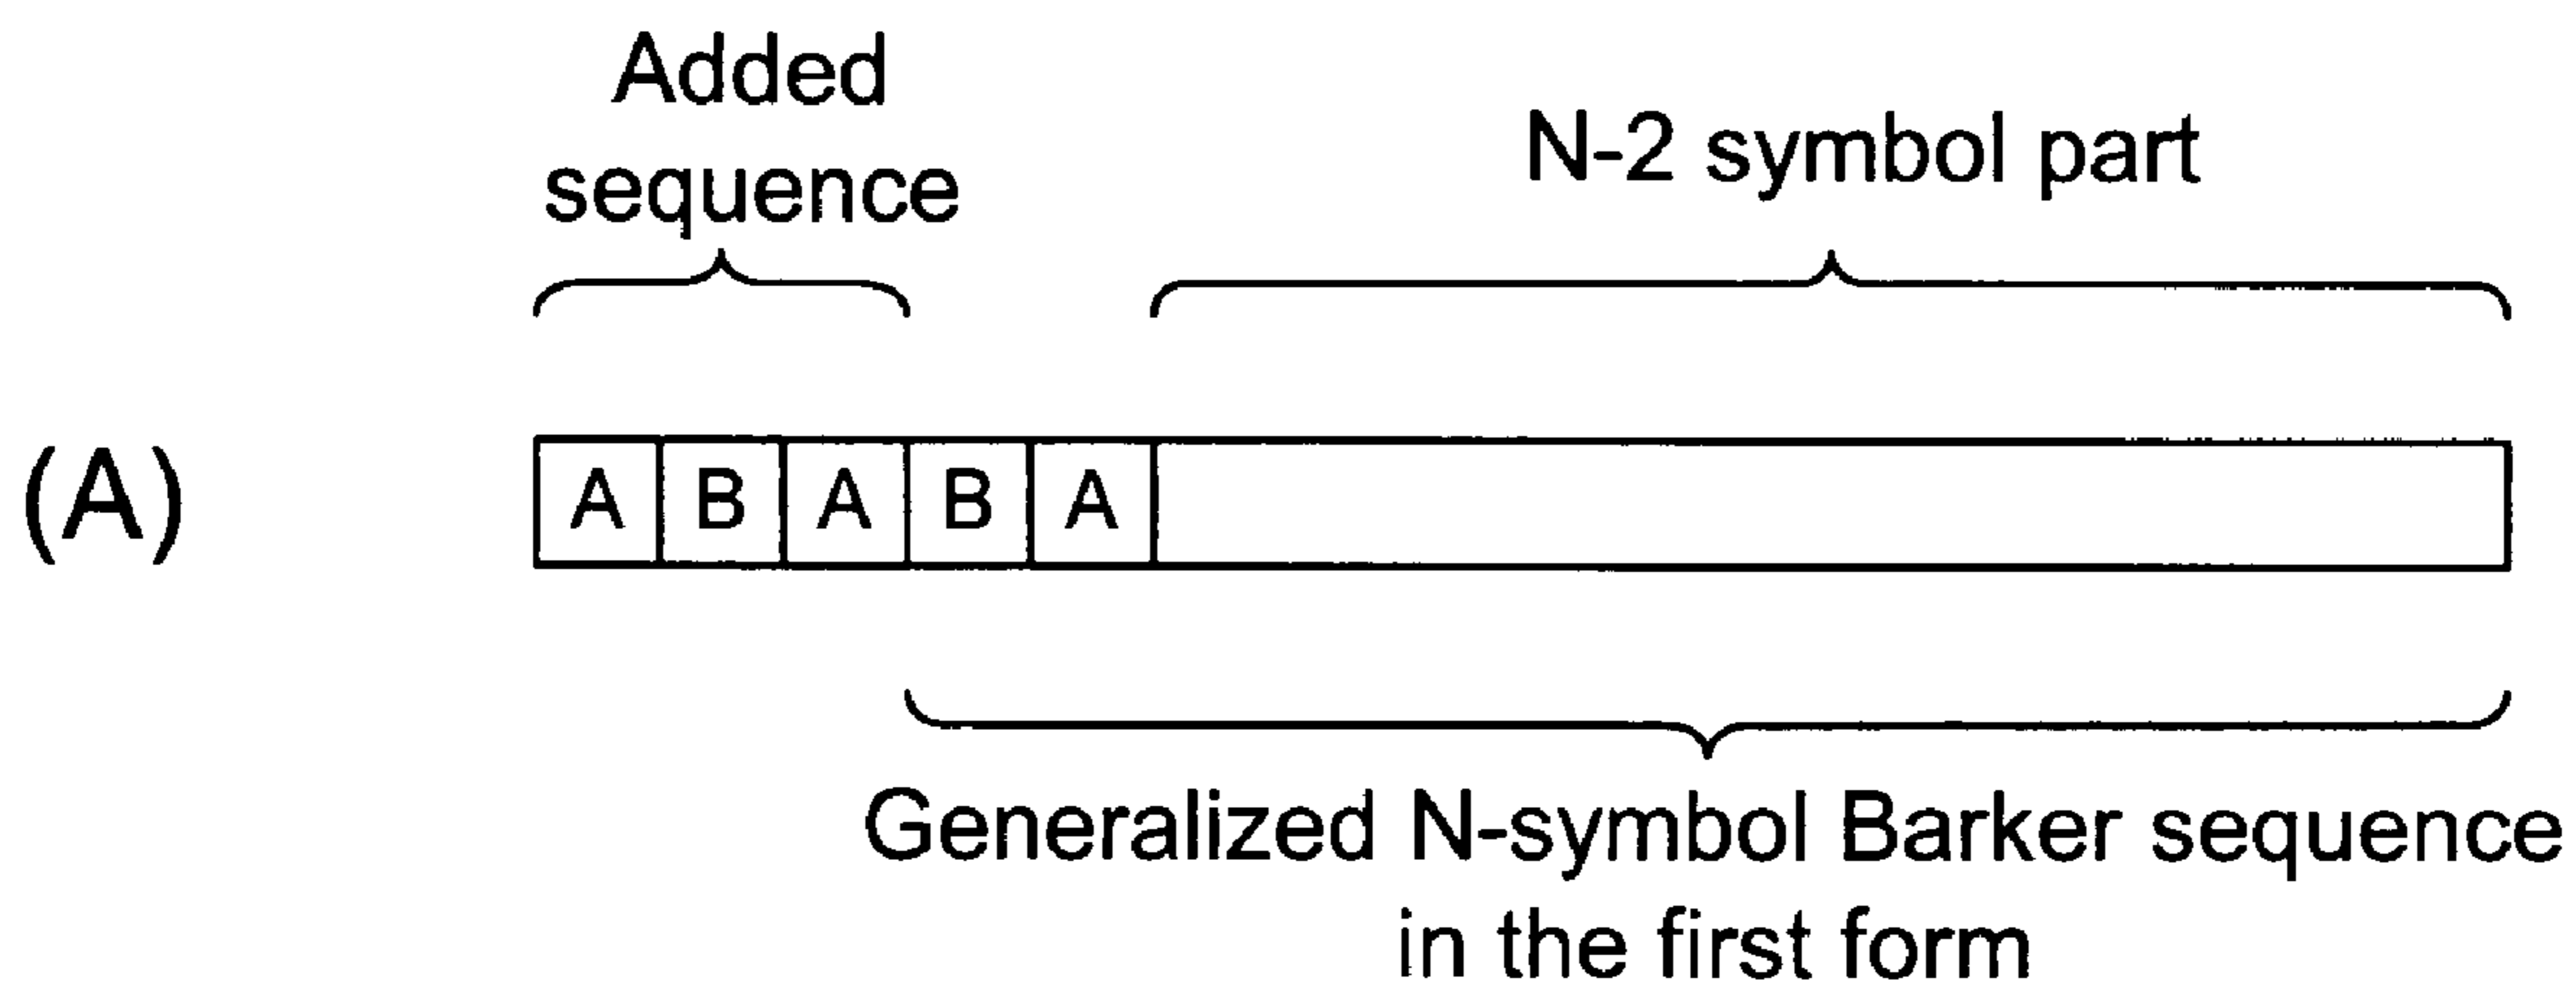 Added
sequence
N-2 symbol part
(A)
A B A B A
Generalized N-symbol Barker sequence
in the first form